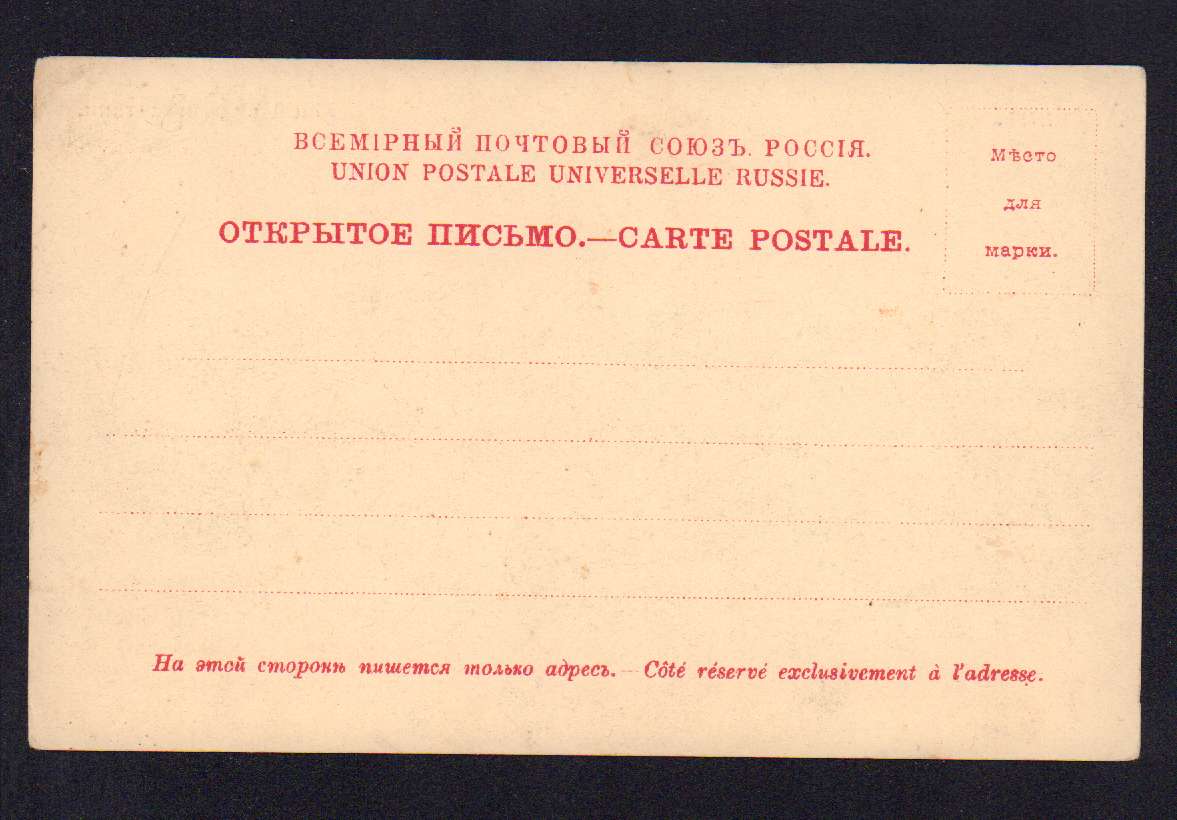 ВСЕМІРНЫЙ ПОЧТОВЫЙ СОЮЗЪ. РОССІЯ.
UNION POSTALE UNIVERSELLE RUSSIE.
ОТКРЫТОЕ ПИСЬМО.—CARTE POSTALE.
Мѣсто
для
марки.
На этой сторонѣ пишется только адресъ.—Côté réservé exclusivement à l'adresse.